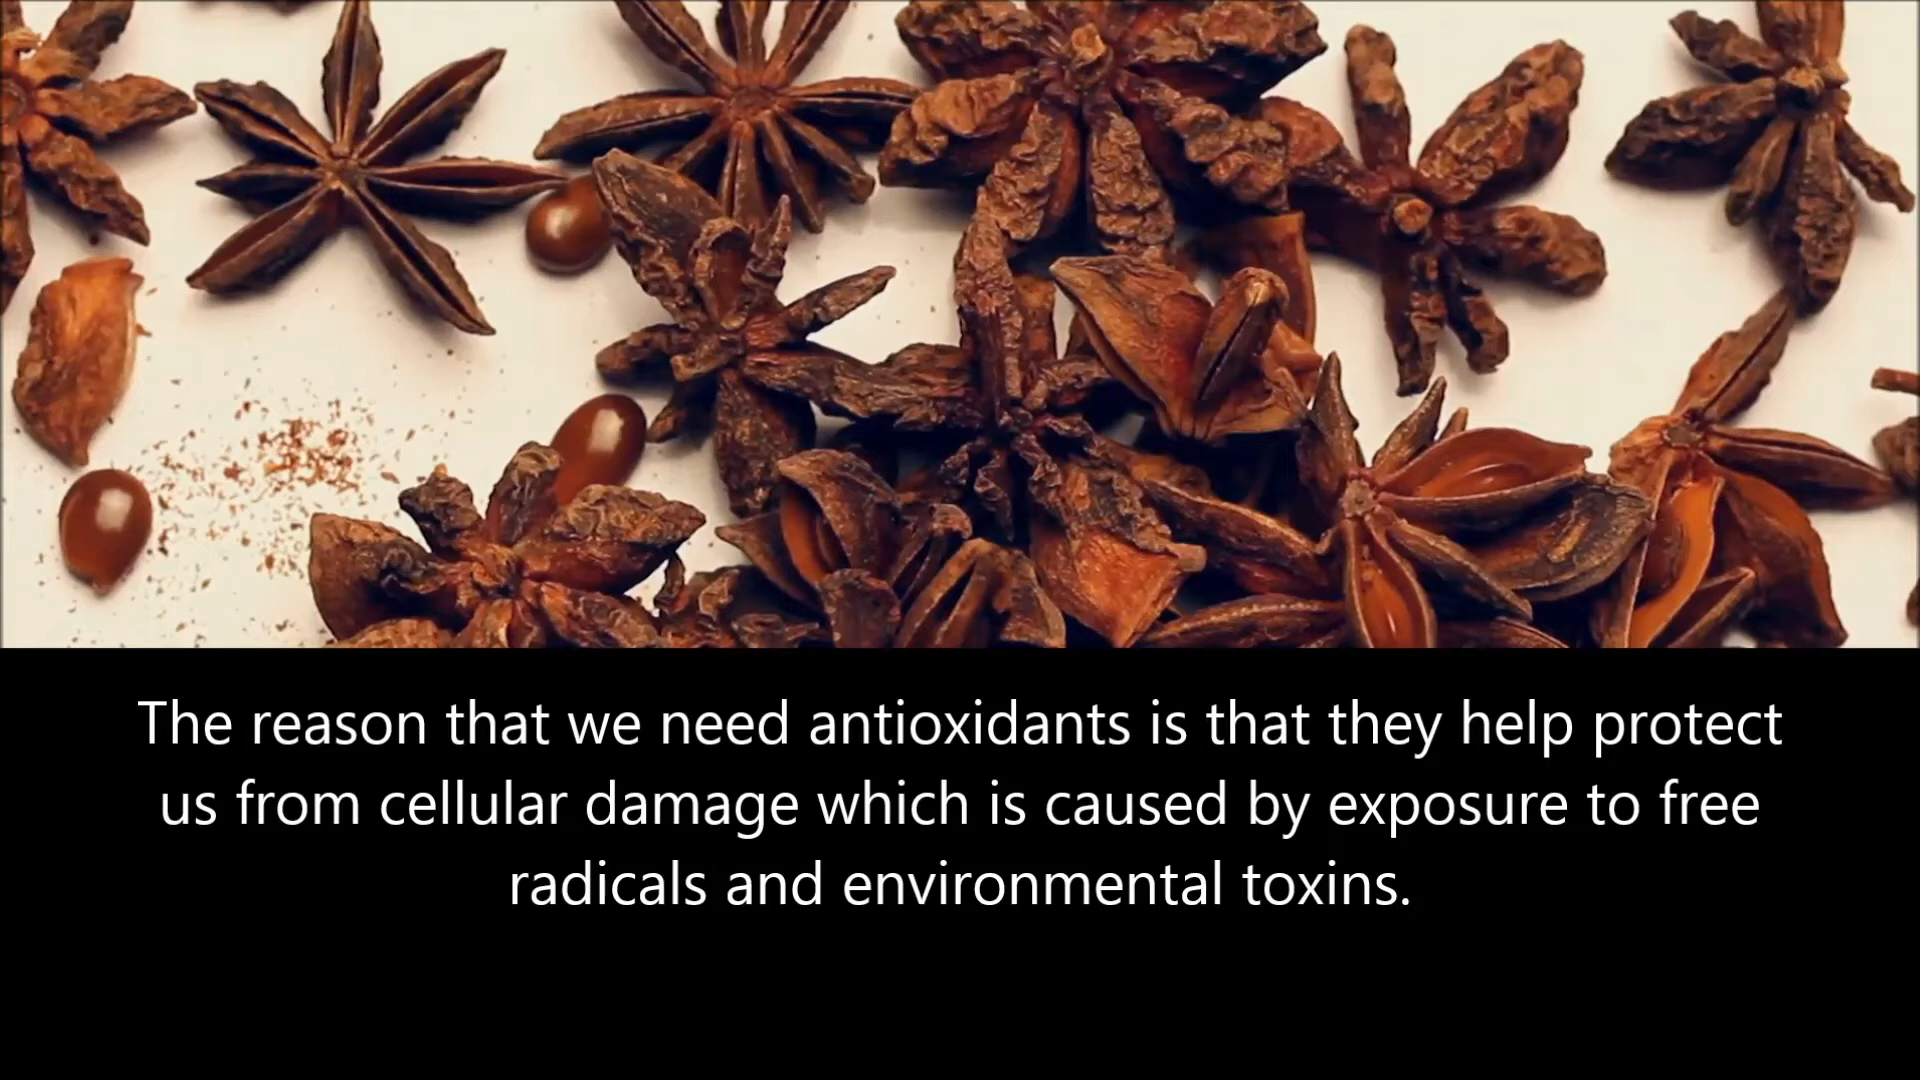 The reason that we need antioxidants is that they help protect
us from cellular damage which is caused by exposure to free
radicals and environmental toxins.